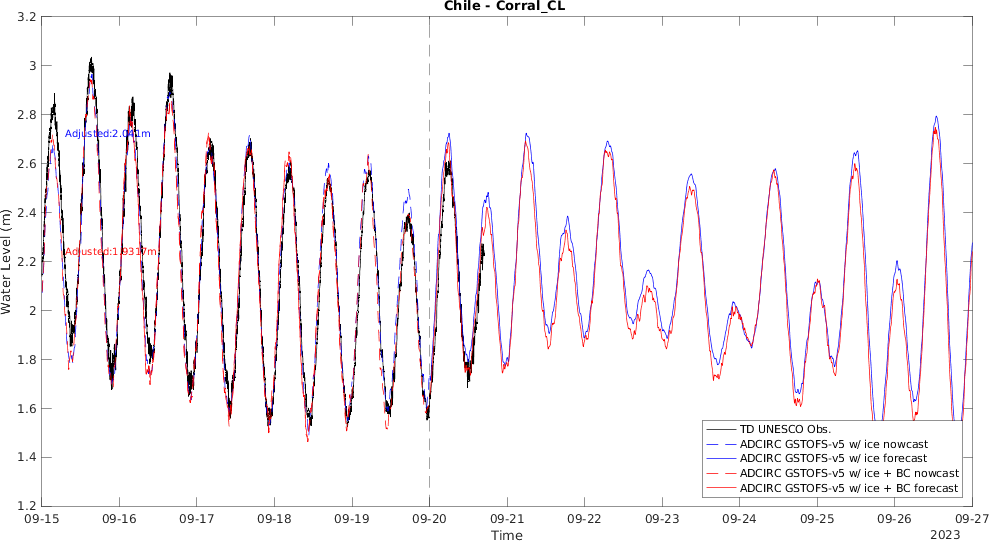 Chile - Corral_CL
3.2
3
2.8
2.6
2.4
2.2
2
1.8
1.6
1.4
1.2
Water Level (m)
Adjusted:2.041m
Adjusted:1.9317m
TD UNESCO Obs.
ADCIRC GSTOFS-v5 w/ ice nowcast
ADCIRC GSTOFS-v5 w/ ice forecast
ADCIRC GSTOFS-v5 w/ ice + BC nowcast
ADCIRC GSTOFS-v5 w/ ice + BC forecast
09-15 09-16 09-17 09-18 09-19 09-20 09-21 09-22 09-23 09-24 09-25 09-26 09-27
Time
2023